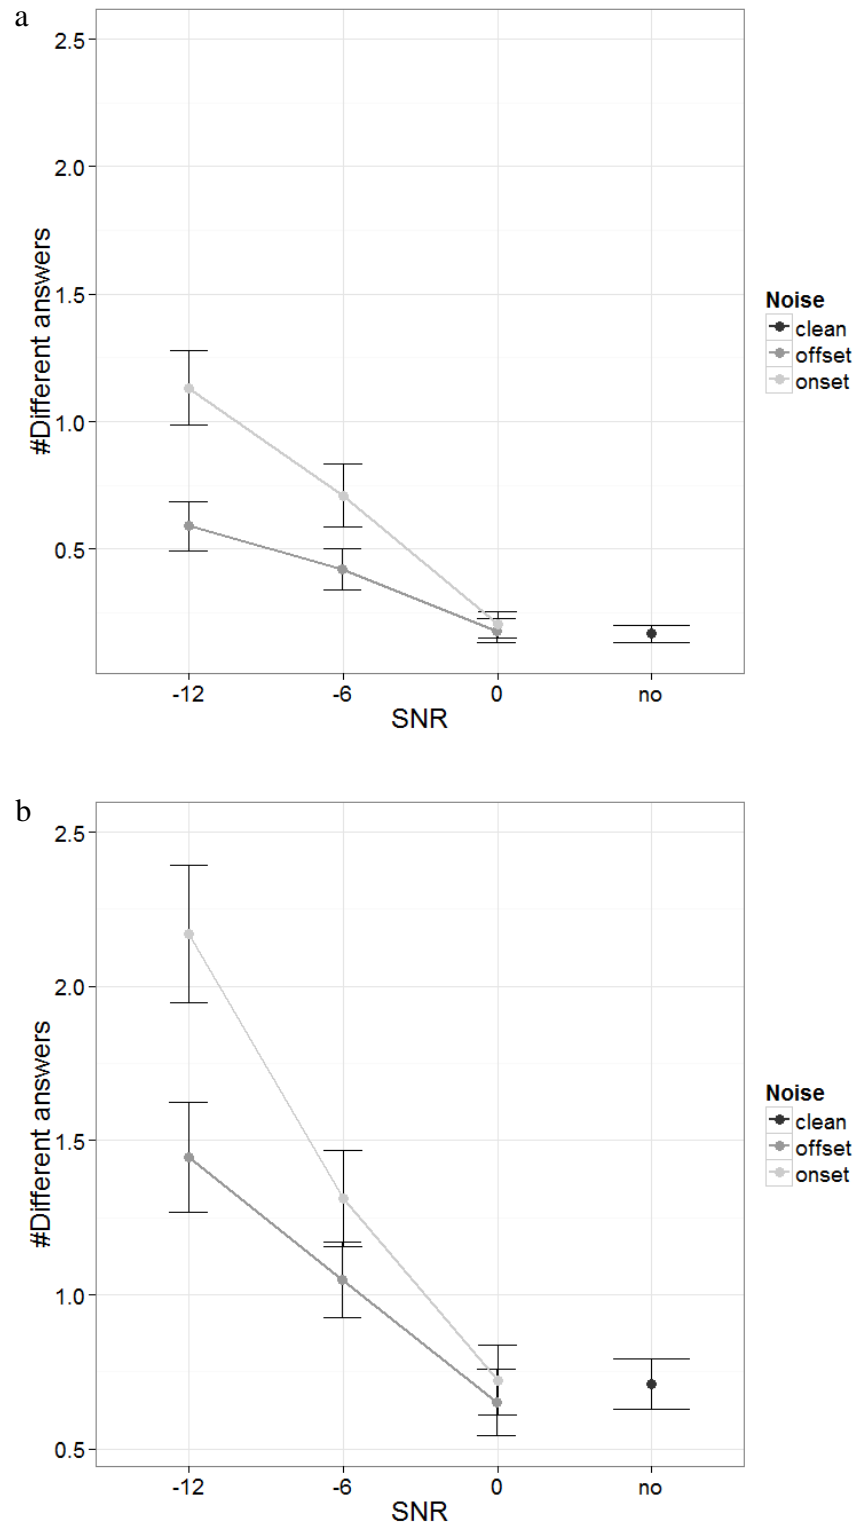 a
2.5
2.0
1.5
1.0
0.5
#Different answers
-12 -6 0 no
SNR
Noise
clean
offset
onset
b
2.5
2.0
1.5
1.0
0.5
#Different answers
-12 -6 0 no
SNR
Noise
clean
offset
onset